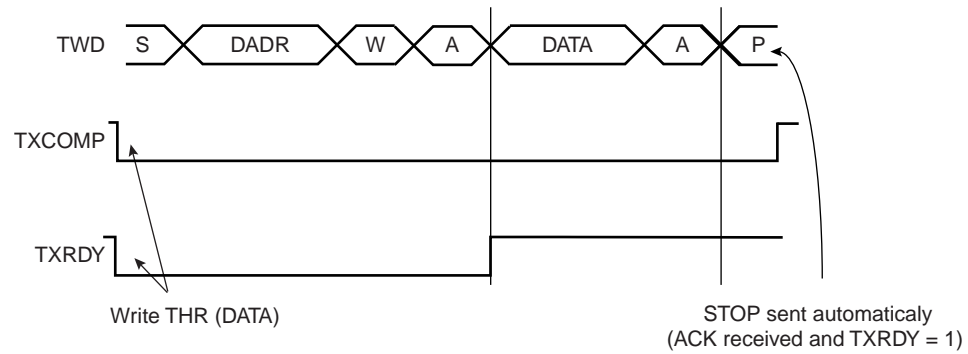 TWD S DADR W A DATA A P
TXCOMP
TXRDY
Write THR (DATA)
STOP sent automaticaly
(ACK received and TXRDY = 1)